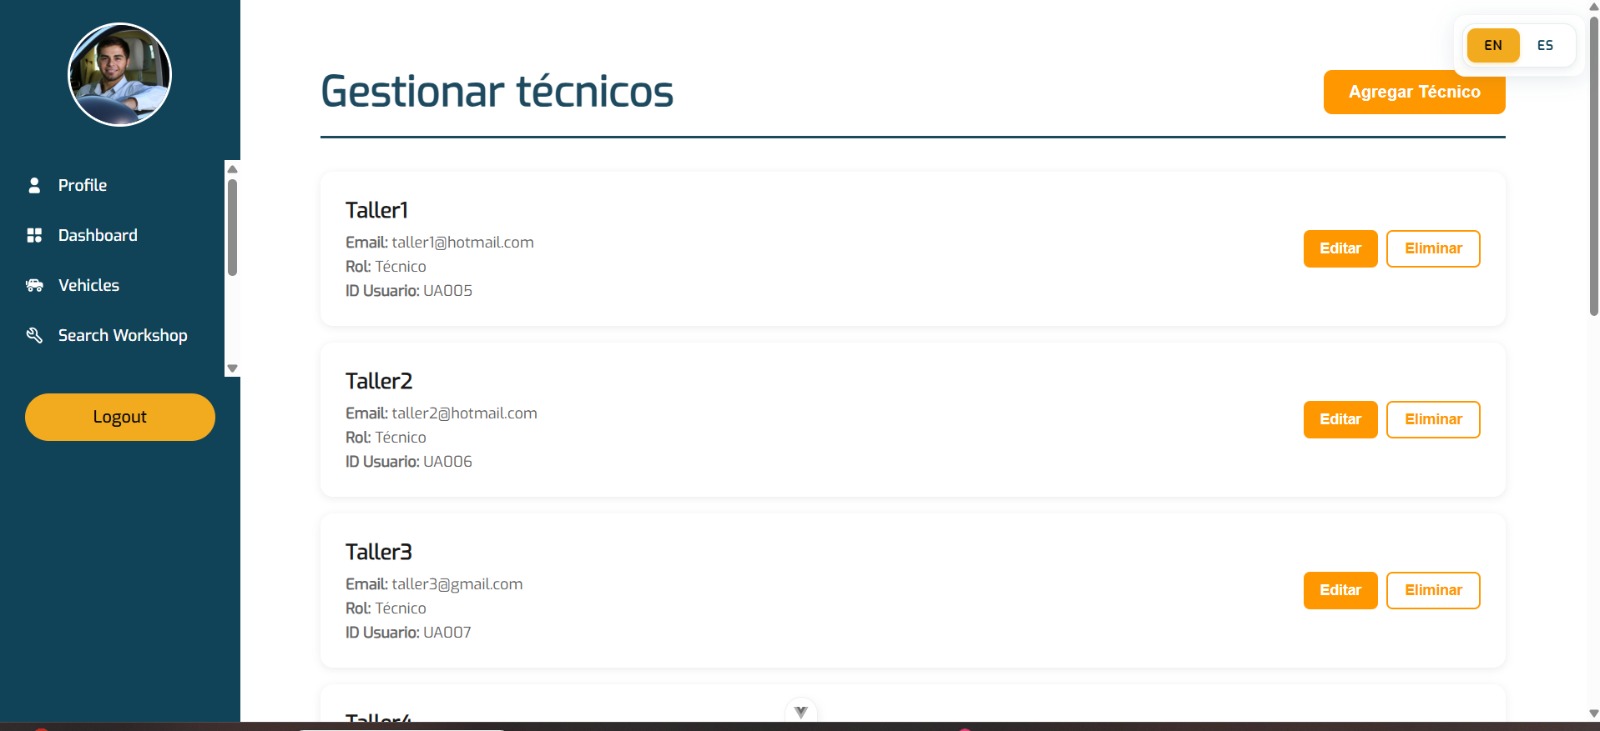 EN ES
Gestionar técnicos
Agregar Técnico
Profile
Dashboard
Vehicles
Search Workshop
Logout
Taller1
Email: taller1@hotmail.com
Rol: Técnico
ID Usuario: UA005
Editar Eliminar
Taller2
Email: taller2@hotmail.com
Rol: Técnico
ID Usuario: UA006
Editar Eliminar
Taller3
Email: taller3@gmail.com
Rol: Técnico
ID Usuario: UA007
Editar Eliminar
Taller4